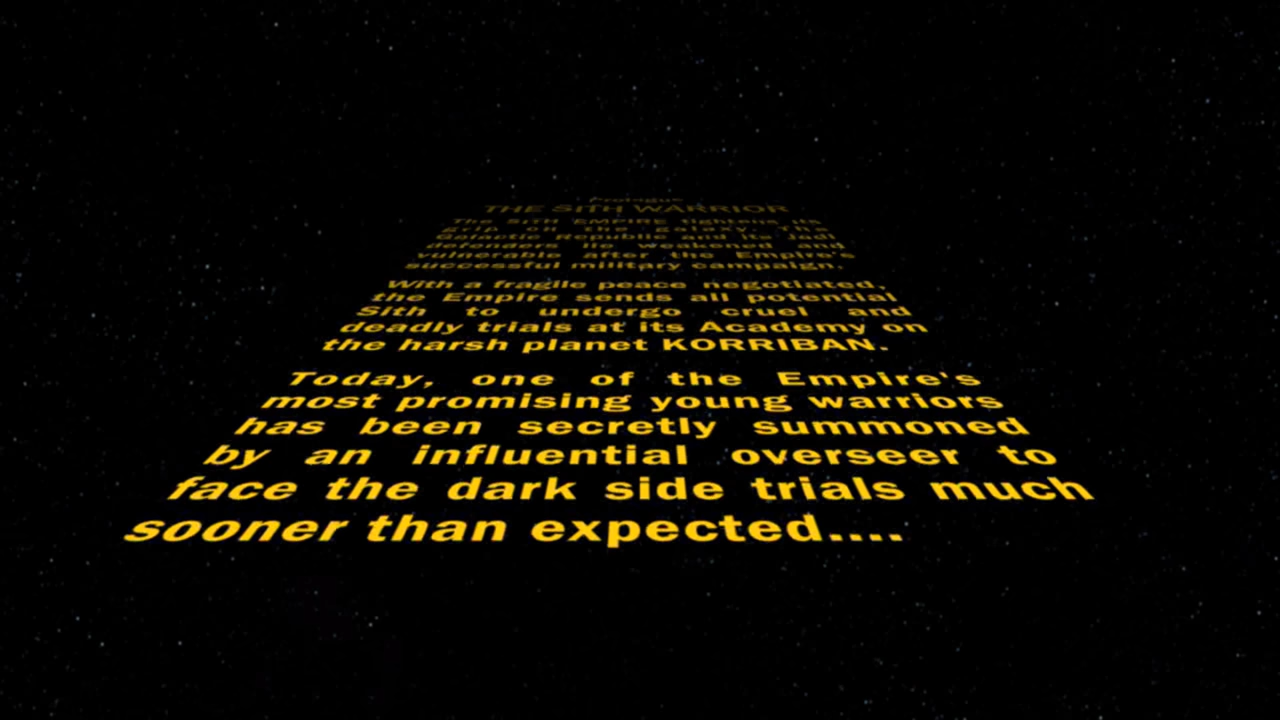 Prologue
THE SITH WARRIOR
The SITH EMPIRE tightens its
grip on the galaxy. The
Galactic Republic and its Jedi
defenders lie weakened and
vulnerable after the Empire's
successful military campaign.
With a fragile peace negotiated,
the Empire sends all potential
Sith to undergo cruel and
deadly trials at its Academy on
the harsh planet KORRIBAN.
Today, one of the Empire's
most promising young warriors
has been secretly summoned
by an influential overseer to
face the dark side trials much
sooner than expected....